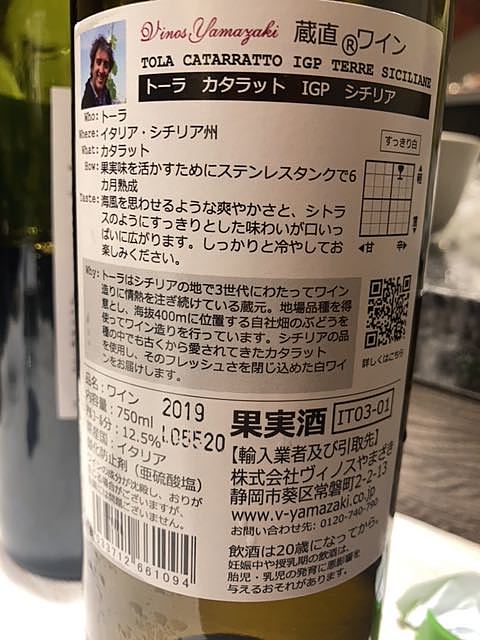 Vinos Yamazaki 蔵直®ワイン
TOLA CATARRATTO IGP TERRE SICILIANE
トーラ カタラット IGP シチリア
Who: トーラ
Where: イタリア・シチリア州
What: カタラット
すっきり白
How: 果実味を活かすためにステンレスタンクで6
カ月熟成
Taste: 海風を思わせるような爽やかさと、シトラ
スのようにすっきりとした味わいが口いっ
ぱいに広がります。しっかりと冷やしてお
楽しみください。
軽
重
甘 辛
Why: トーラはシチリアの地で3世代にわたってワイン
造りに情熱を注ぎ続けている蔵元。地場品種を得
意とし、海抜400mに位置する自社畑のぶどうを
使ってワイン造りを行っています。シチリアの品
種の中でも古くから愛されてきたカタラット
を使用し、そのフレッシュさを閉じ込めた白ワイ
ンをお届けします。
詳しくはこちら
品名：ワイン
内容量：750ml
12.5%
イタリア
防止剤（亜硫酸塩）
ワインの成分が沈殿し、おりが
2019
果実酒 IT03-01
【輸入業者及び引取先】
株式会社ヴィノスやまざき
静岡市葵区常磐町2-2-13
www.v-yamazaki.co.jp
お問い合わせ先: 0120-740-790
飲酒は20歳になってから。
妊娠中や授乳期の飲酒は、
胎児・乳児の発育に悪影響を
与えるおそれがあります。
712 661094